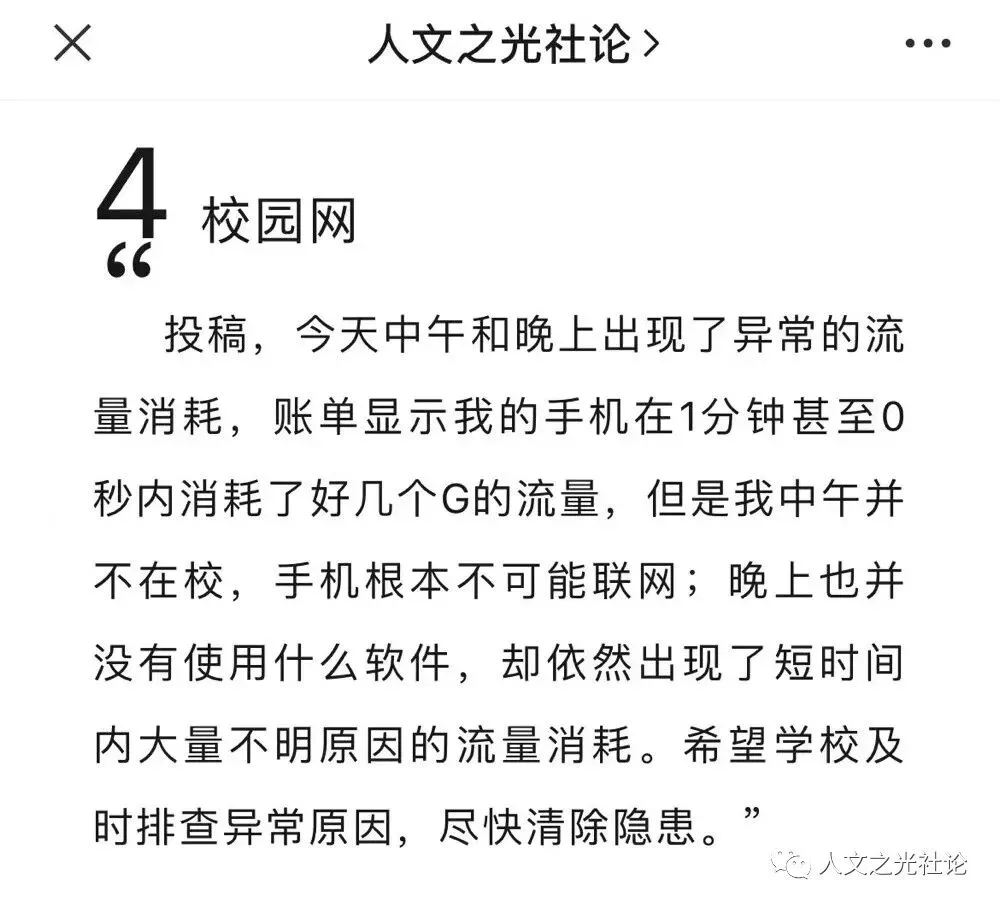 人文之光社论
4 校园网
“
投稿，今天中午和晚上出现了异常的流
量消耗，账单显示我的手机在1分钟甚至0
秒内消耗了好几个G的流量，但是我中午并
不在校，手机根本不可能联网；晚上也并
没有使用什么软件，却依然出现了短时间
内大量不明原因的流量消耗。希望学校及
时排查异常原因，尽快清除隐患。”
人文之光社论